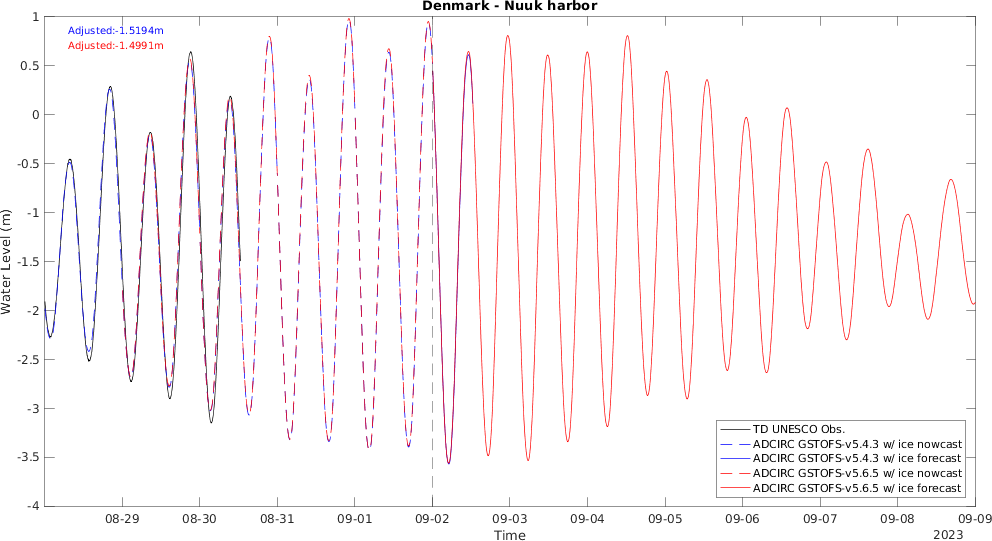 Denmark - Nuuk harbor
Adjusted:-1.5194m
Adjusted:-1.4991m
1
0.5
0
-0.5
-1
-1.5
-2
-2.5
-3
-3.5
-4
Water Level (m)
TD UNESCO Obs.
ADCIRC GSTOFS-v5.4.3 w/ ice nowcast
ADCIRC GSTOFS-v5.4.3 w/ ice forecast
ADCIRC GSTOFS-v5.6.5 w/ ice nowcast
ADCIRC GSTOFS-v5.6.5 w/ ice forecast
08-29 08-30 08-31 09-01 09-02 09-03 09-04 09-05 09-06 09-07 09-08 09-09
Time
2023